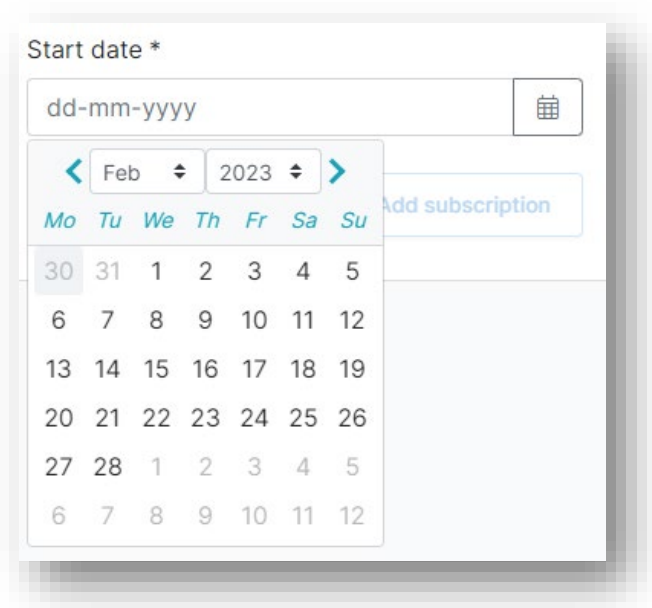 Start date *
dd-mm-yyyy
Feb 2023
Add subscription
Mo Tu We Th Fr Sa Su
30 31 1 2 3 4 5
6 7 8 9 10 11 12
13 14 15 16 17 18 19
20 21 22 23 24 25 26
27 28 1 2 3 4 5
6 7 8 9 10 11 12